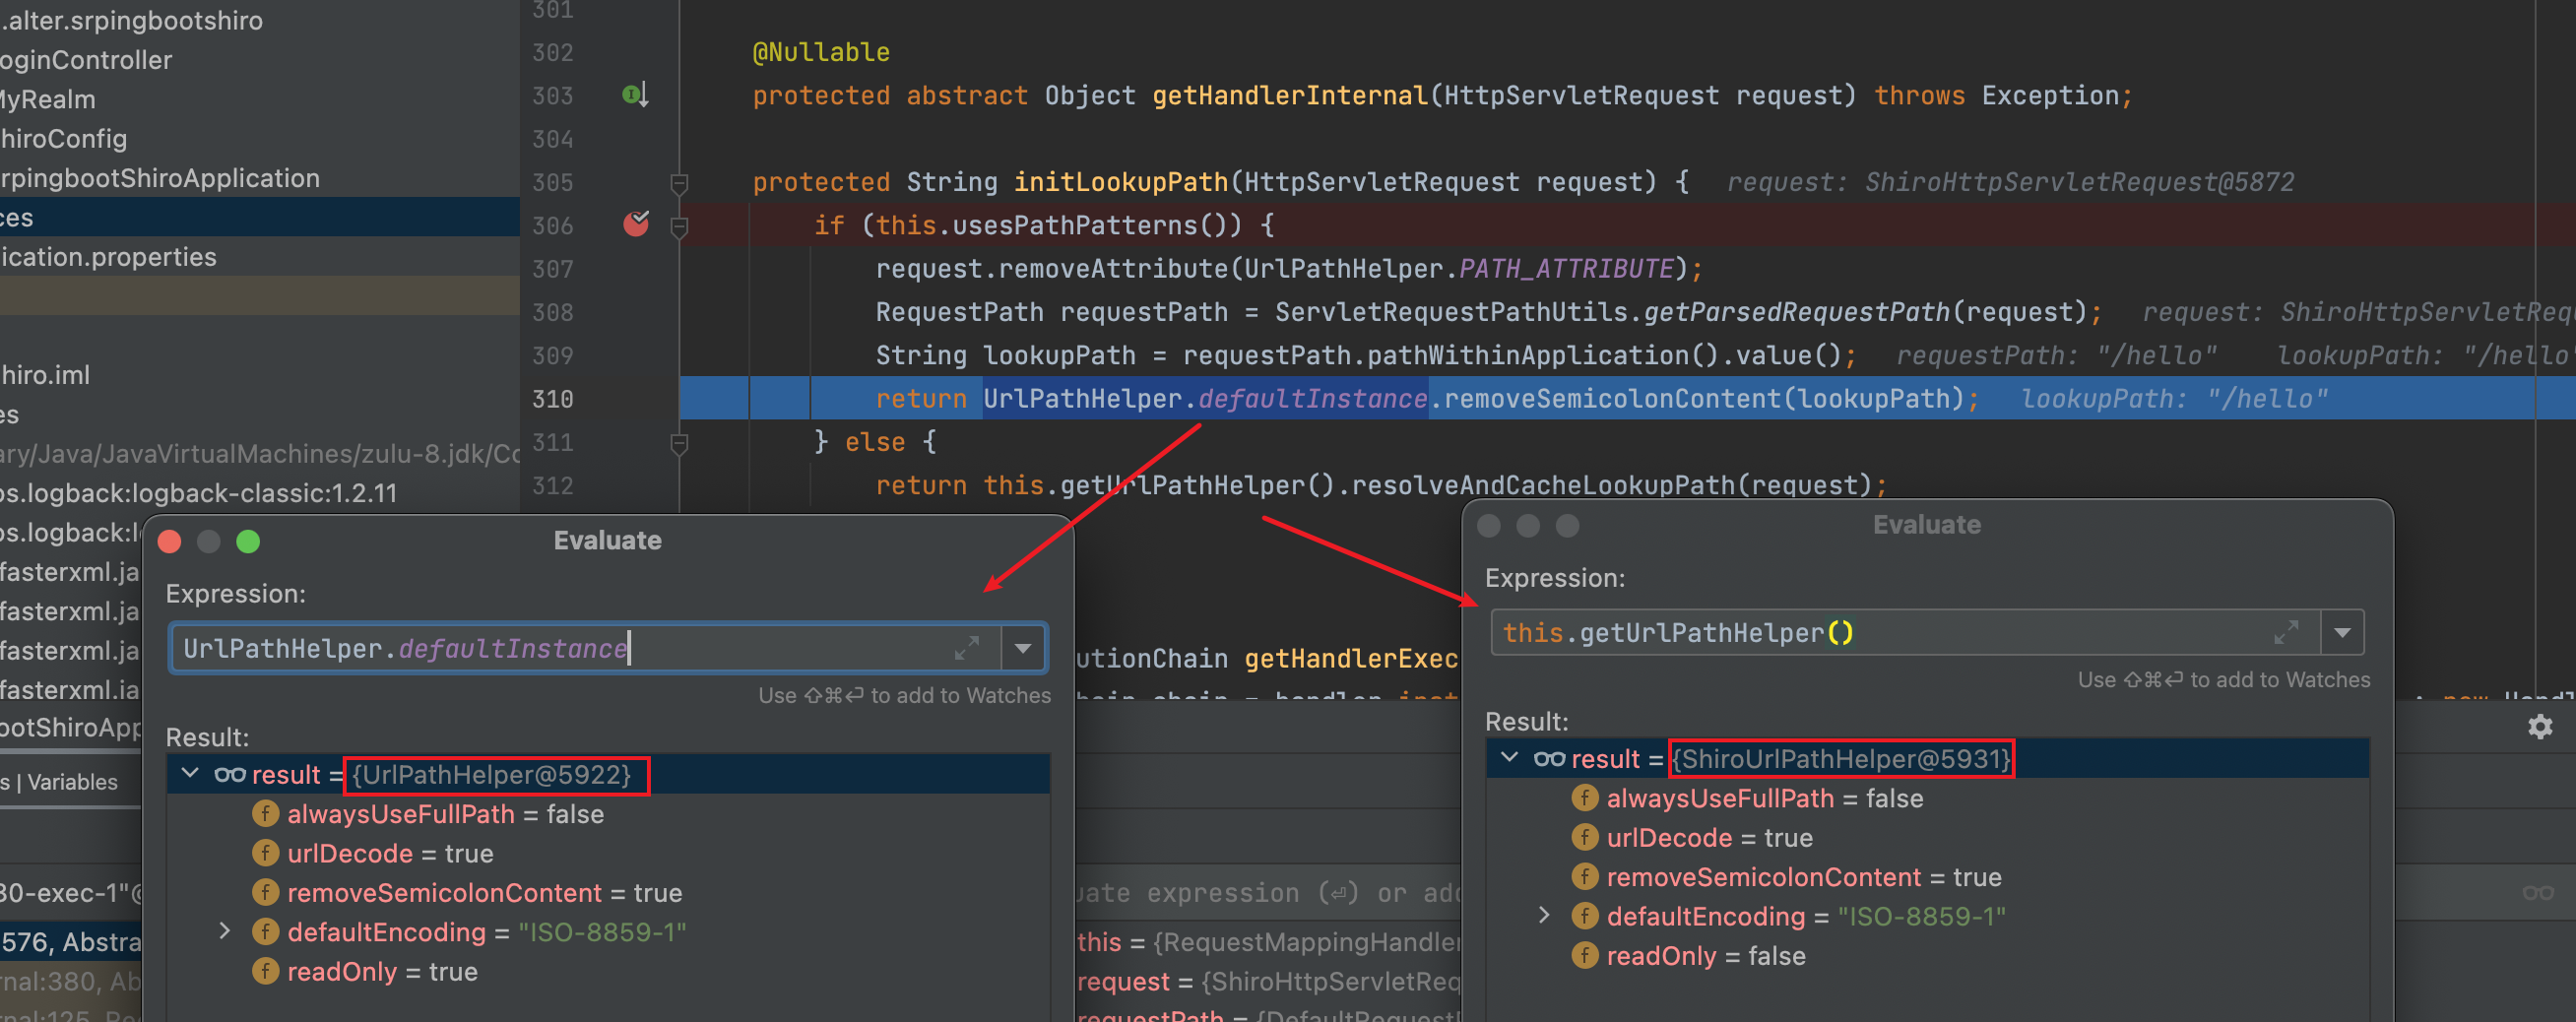 .alter.srpingbootshiro
oginController
MyRealm
hiroConfig
rpingbootShiroApplication
ces
ication.properties
hiro.iml
es
ary/Java/JavaVirtualMachines/zulu-8.jdk/Co
os.logback:logback-classic:1.2.11
os.logback:l
fasterxml.ja
fasterxml.ja
fasterxml.ja
fasterxml.ja
ootShiroApp
s | Variables
30-exec-1"@
576, Abstra
rnal:380, Ab
301
302 @Nullable
303 protected abstract Object getHandlerInternal(HttpServletRequest request) throws Exception;
304
305 protected String initLookupPath(HttpServletRequest request) { request: ShiroHttpServletRequest@5872
306 if (this.usesPathPatterns()) {
307 request.removeAttribute(UrlPathHelper.PATH_ATTRIBUTE);
308 RequestPath requestPath = ServletRequestPathUtils.getParsedRequestPath(request); request: ShiroHttpServletRequ
309 String lookupPath = requestPath.pathWithinApplication().value(); requestPath: "/hello" lookupPath: "/hello"
310 return UrlPathHelper.defaultInstance.removeSemicolonContent(lookupPath); lookupPath: "/hello"
311 } else {
312 return this.getUrlPathHelper().resolveAndCacheLookupPath(request);
Evaluate
Expression:
UrlPathHelper.defaultInstance
Use ⇧⌘⏎ to add to Watches
Result:
result = {UrlPathHelper@5922}
f alwaysUseFullPath = false
f urlDecode = true
f removeSemicolonContent = true
f defaultEncoding = "ISO-8859-1"
f readOnly = true
utionChain getHandlerExec
uate expression (⏎) or add
this = {RequestMappingHandler
request = {ShiroHttpServletReq
requestPath = {DefaultRequestP
Evaluate
Expression:
this.getUrlPathHelper()
Use ⇧⌘⏎ to add to Watches
Result:
result = {ShiroUrlPathHelper@5931}
f alwaysUseFullPath = false
f urlDecode = true
f removeSemicolonContent = true
f defaultEncoding = "ISO-8859-1"
f readOnly = false